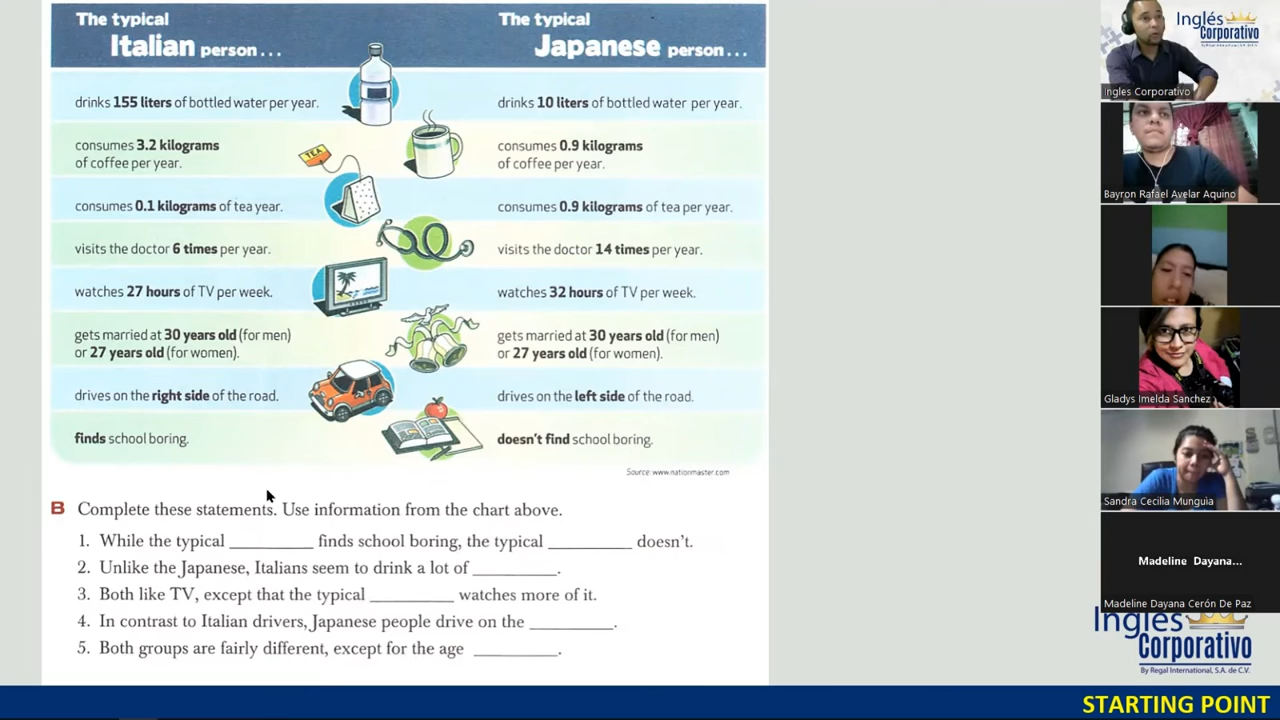 The typical
Italian person...
The typical
Japanese person...
drinks 155 liters of bottled water per year.
drinks 10 liters of bottled water per year.
consumes 3.2 kilograms
of coffee per year.
consumes 0.9 kilograms
of coffee per year.
TEA
consumes 0.1 kilograms of tea year.
consumes 0.9 kilograms of tea per year.
visits the doctor 6 times per year.
visits the doctor 14 times per year.
watches 27 hours of TV per week.
watches 32 hours of TV per week.
gets married at 30 years old (for men)
or 27 years old (for women).
gets married at 30 years old (for men)
or 27 years old (for women).
drives on the right side of the road.
drives on the left side of the road.
finds school boring.
doesn't find school boring.
Source: www.nationmaster.com
B Complete these statements. Use information from the chart above.
1. While the typical __________ finds school boring, the typical __________ doesn't.
2. Unlike the Japanese, Italians seem to drink a lot of __________.
3. Both like TV, except that the typical __________ watches more of it.
4. In contrast to Italian drivers, Japanese people drive on the __________.
5. Both groups are fairly different, except for the age __________.
Inglés
Corporativo
Ingles Corporativo
Bayron Rafael Avelar Aquino
Gladys Imelda Sanchez
Sandra Cecilia Munguia
Madeline Dayana...
Madeline Dayana Cerón De Paz
Inglés
Corporativo
By Regal International, S.A. de C.V.
STARTING POINT